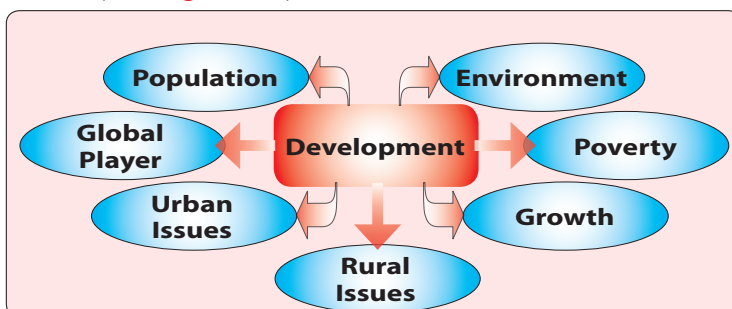 Population
Environment
Global
Player
Development
Poverty
Urban
Issues
Growth
Rural
Issues